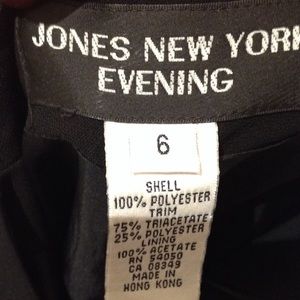 JONES NEW YORK
EVENING
6
SHELL
100% POLYESTER
TRIM
75% TRIACETATE
25% POLYESTER
LINING
100% ACETATE
RN 54050
CA 08349
MADE IN
HONG KONG